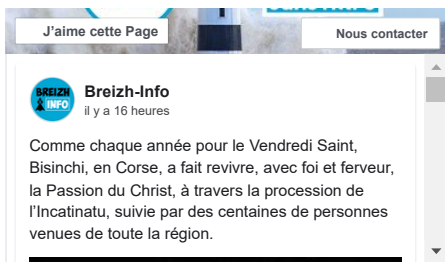 J'aime cette Page
Nous contacter
BREIZH
INFO
Breizh-Info
il y a 16 heures
Comme chaque année pour le Vendredi Saint,
Bisinchi, en Corse, a fait revivre, avec foi et ferveur,
la Passion du Christ, à travers la procession de
l'Incatinatu, suivie par des centaines de personnes
venues de toute la région.